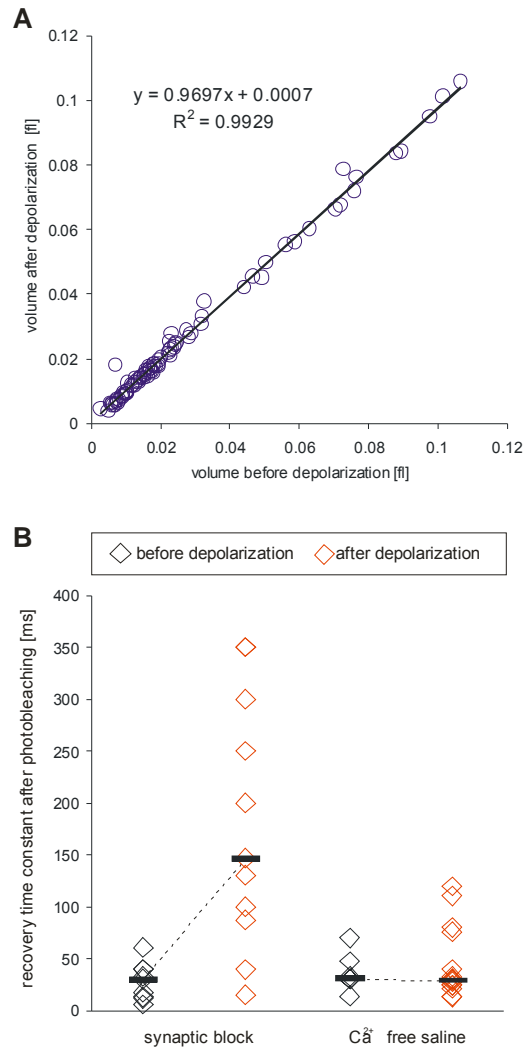 A
0.12
0.1
0.08
0.06
0.04
0.02
0
volume after depolarization [fl]
y = 0.9697x + 0.0007
R² = 0.9929
0 0.02 0.04 0.06 0.08 0.1 0.12
volume before depolarization [fl]
B
before depolarization after depolarization
400
350
300
250
200
150
100
50
0
recovery time constant after photobleaching [ms]
synaptic block Ca²⁺ free saline